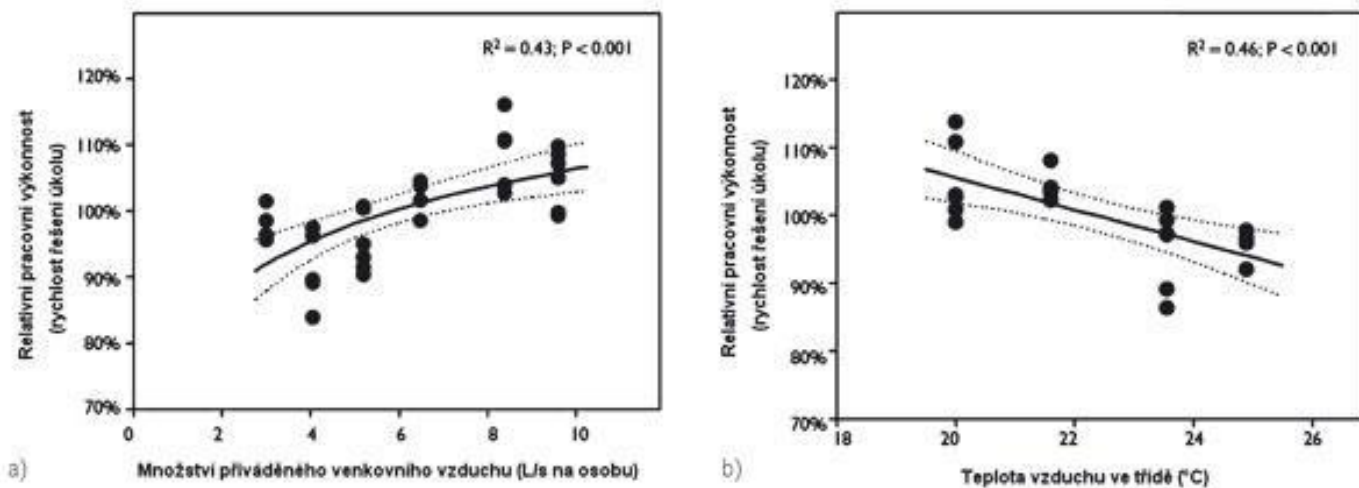 R² = 0.43; P < 0.001
120%
110%
100%
90%
80%
70%
Relativní pracovní výkonnost
(rychlost řešení úkolu)
0 2 4 6 8 10
Množství přiváděného venkovního vzduchu (L/s na osobu)
a)
R² = 0.46; P < 0.001
120%
110%
100%
90%
80%
70%
Relativní pracovní výkonnost
(rychlost řešení úkolu)
18 20 22 24 26
Teplota vzduchu ve třídě (°C)
b)